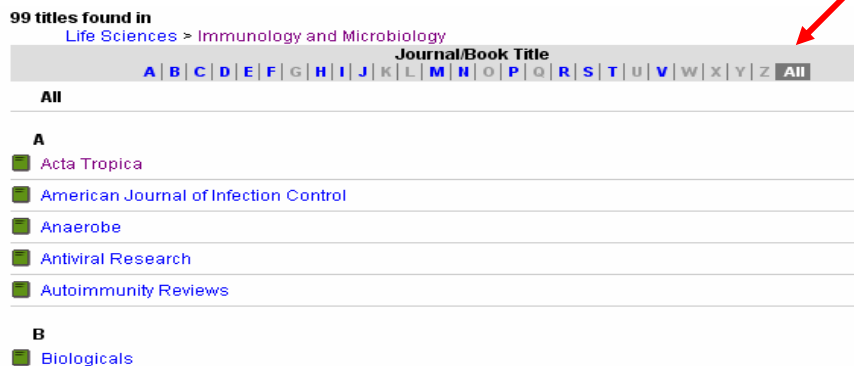 99 titles found in
Life Sciences > Immunology and Microbiology
Journal/Book Title
A | B | C | D | E | F | G | H | I | J | K | L | M | N | O | P | Q | R | S | T | U | V | W | X | Y | Z All
All
A
Acta Tropica
American Journal of Infection Control
Anaerobe
Antiviral Research
Autoimmunity Reviews
B
Biologicals